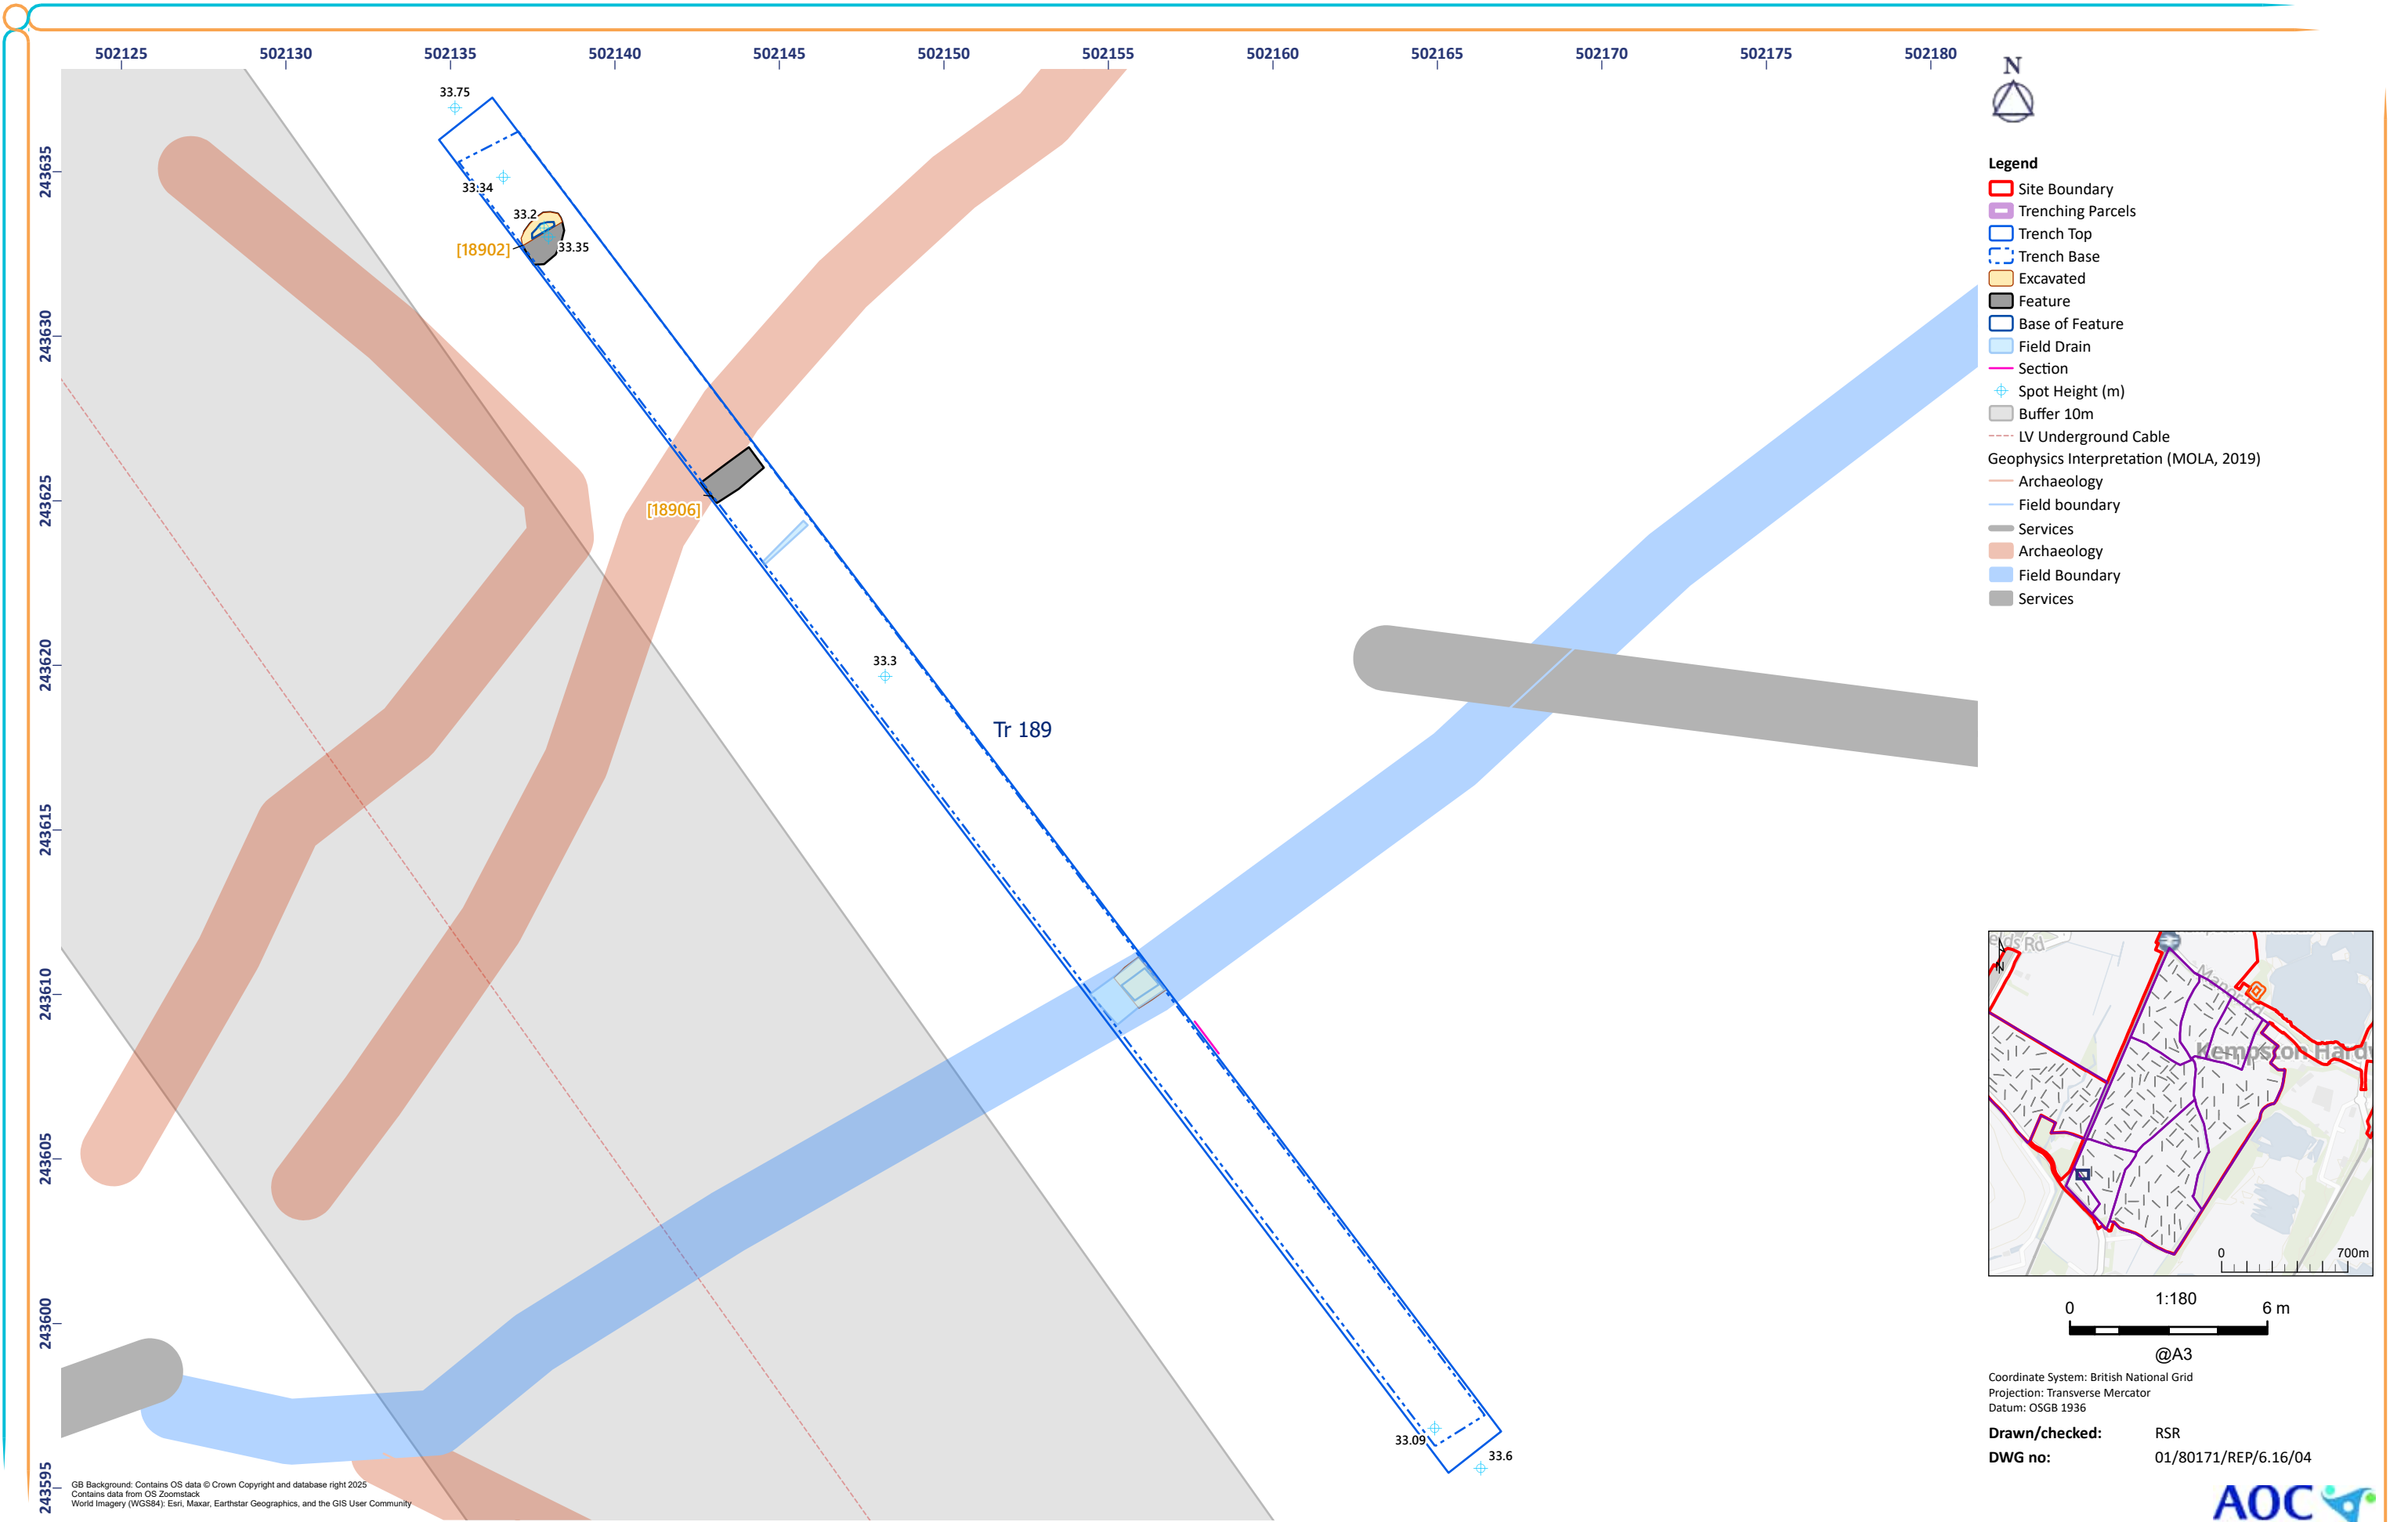 502125 502130 502135 502140 502145 502150 502155 502160 502165 502170 502175 502180
243635
243630
243625
243620
243615
243610
243605
243600
243595
33.75
33.34
33.2
[18902]
33.35
[18906]
33.3
Tr 189
33.09
33.6
GB Background: Contains OS data © Crown Copyright and database right 2025
Contains data from OS Zoomstack
World Imagery (WGS84): Esri, Maxar, Earthstar Geographics, and the GIS User Community
N
Legend
Site Boundary
Trenching Parcels
Trench Top
Trench Base
Excavated
Feature
Base of Feature
Field Drain
Section
Spot Height (m)
Buffer 10m
LV Underground Cable
Geophysics Interpretation (MOLA, 2019)
Archaeology
Field boundary
Services
Archaeology
Field Boundary
Services
Rd
N
Kempston Hardw
0 700m
1:180
0 6 m
@A3
Coordinate System: British National Grid
Projection: Transverse Mercator
Datum: OSGB 1936
Drawn/checked: RSR
DWG no: 01/80171/REP/6.16/04
AOC